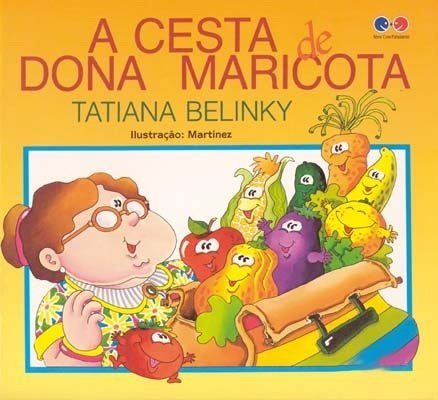 A CESTA de
DONA MARICOTA
TATIANA BELINKY
Ilustração: Martinez